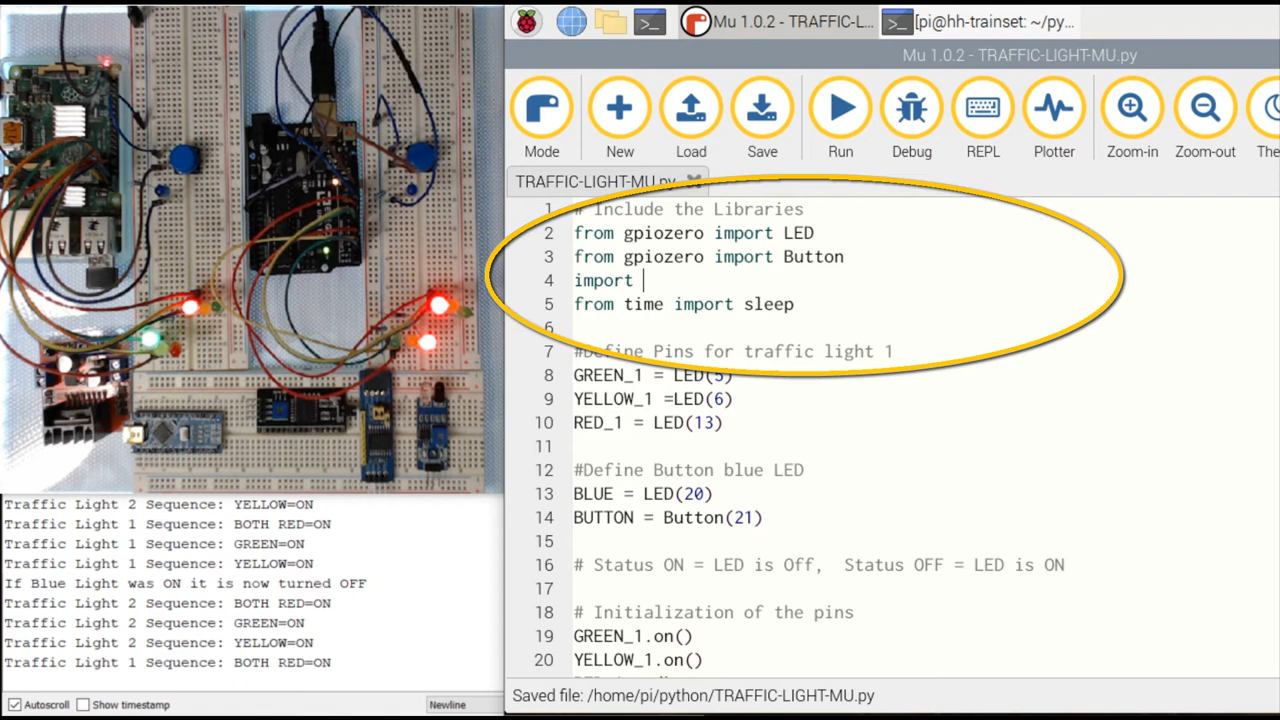 Mu 1.0.2 - TRAFFIC-L...
[pi@hh-trainset: ~/py...
Mu 1.0.2 - TRAFFIC-LIGHT-MU.py
Mode
New
Load
Save
Run
Debug
REPL
Plotter
Zoom-in
Zoom-out
The
TRAFFIC-LIGHT-MU.py
1 # Include the Libraries
2 from gpiozero import LED
3 from gpiozero import Button
4 import
5 from time import sleep
6
7 #Define Pins for traffic light 1
8 GREEN_1 = LED(5)
9 YELLOW_1 =LED(6)
10 RED_1 = LED(13)
11
12 #Define Button blue LED
13 BLUE = LED(20)
14 BUTTON = Button(21)
15
16 # Status ON = LED is Off,  Status OFF = LED is ON
17
18 # Initialization of the pins
19 GREEN_1.on()
20 YELLOW_1.on()
Saved file: /home/pi/python/TRAFFIC-LIGHT-MU.py
Traffic Light 2 Sequence: YELLOW=ON
Traffic Light 1 Sequence: BOTH RED=ON
Traffic Light 1 Sequence: GREEN=ON
Traffic Light 1 Sequence: YELLOW=ON
If Blue Light was ON it is now turned OFF
Traffic Light 2 Sequence: BOTH RED=ON
Traffic Light 2 Sequence: GREEN=ON
Traffic Light 2 Sequence: YELLOW=ON
Traffic Light 1 Sequence: BOTH RED=ON
Autoscroll
Show timestamp
Newline